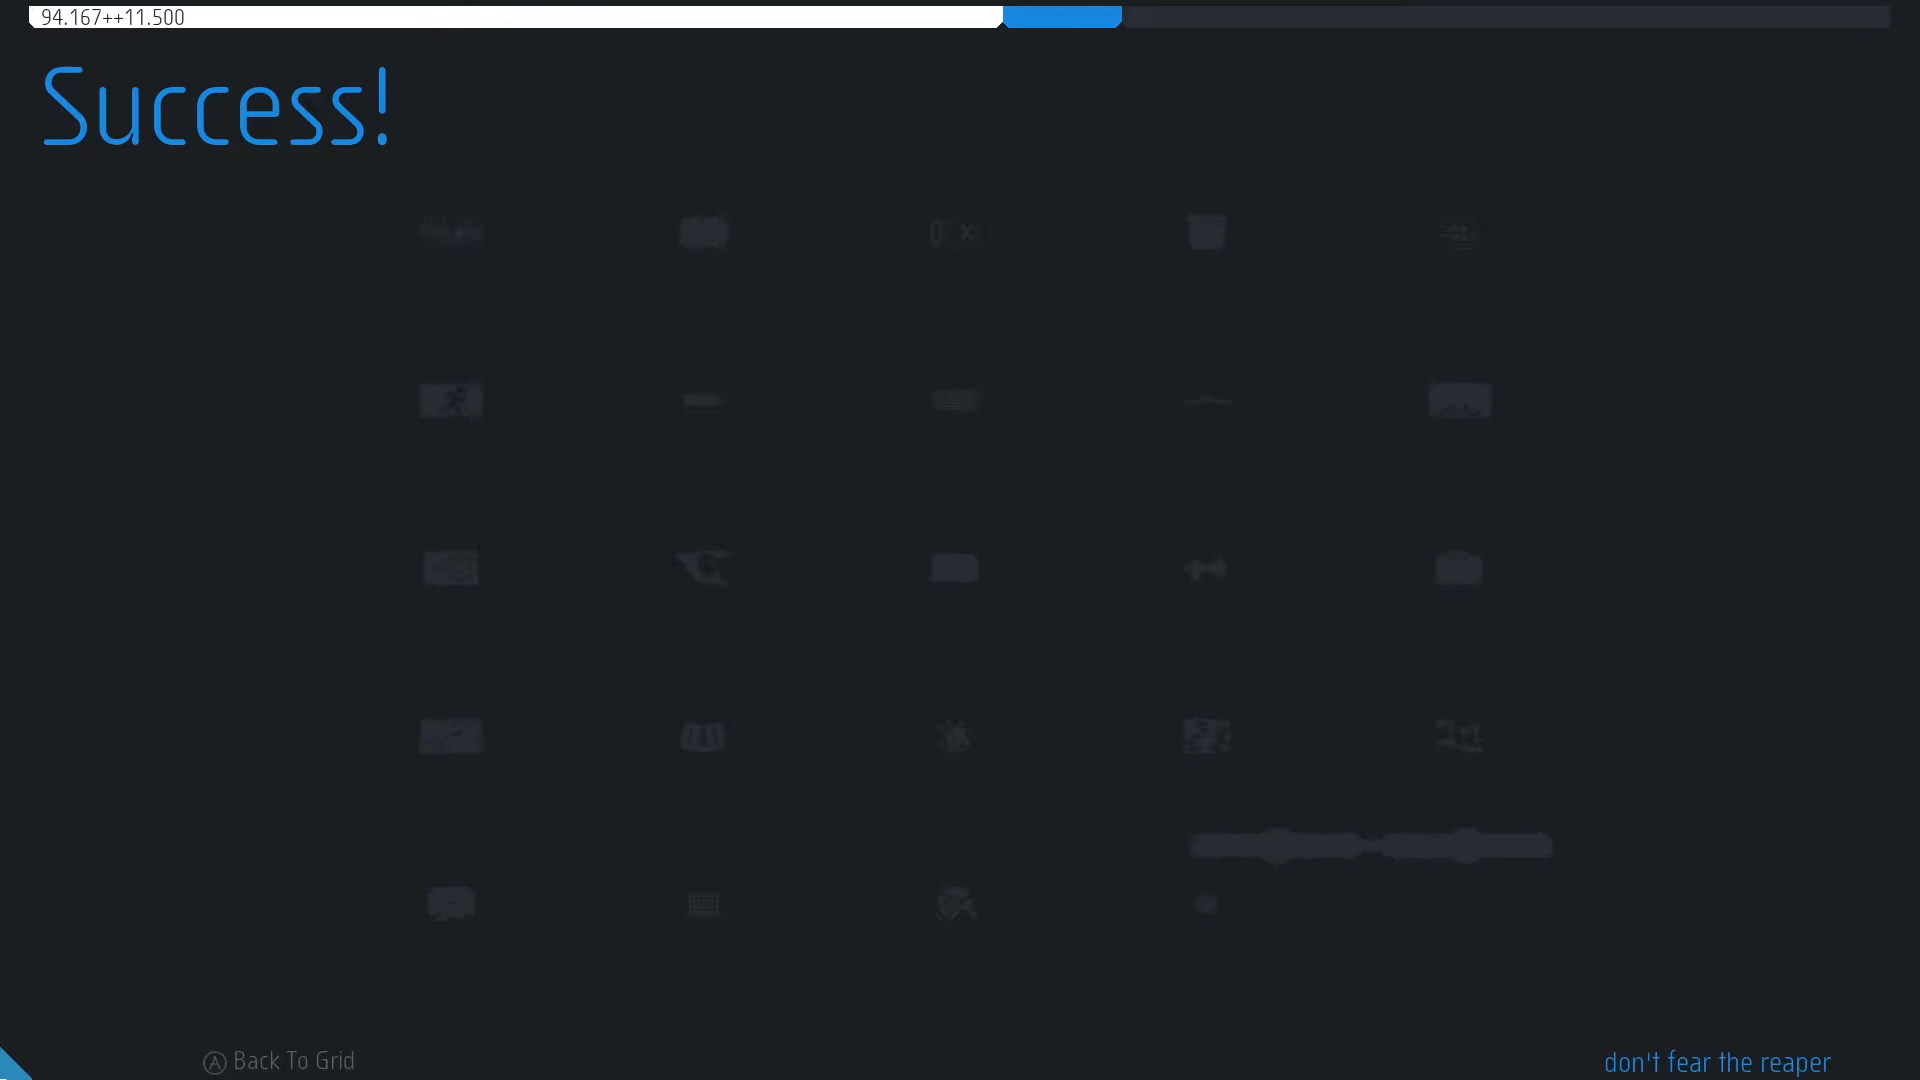 94.167++11.500
Success!
Ⓐ Back To Grid
don't fear the reaper